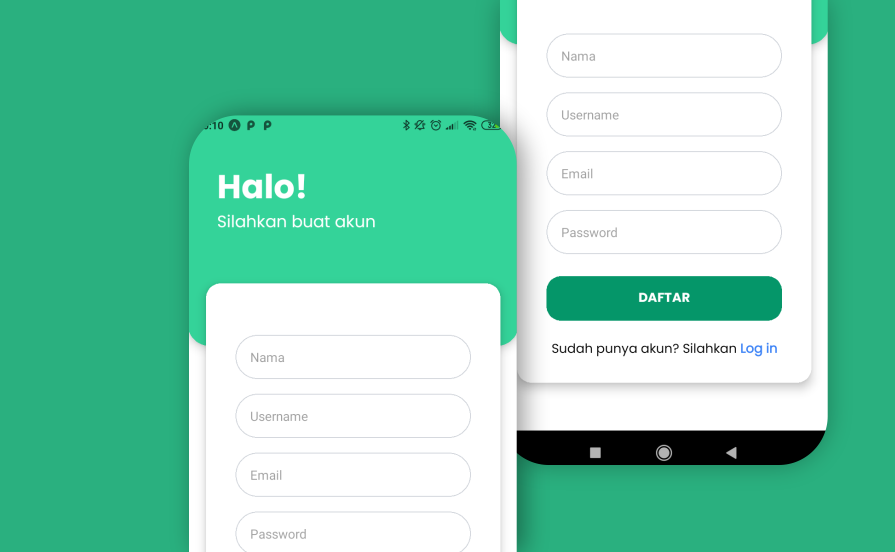 :10
Halo!
Silahkan buat akun
Nama
Username
Email
Password
Nama
Username
Email
Password
DAFTAR
Sudah punya akun? Silahkan Log in